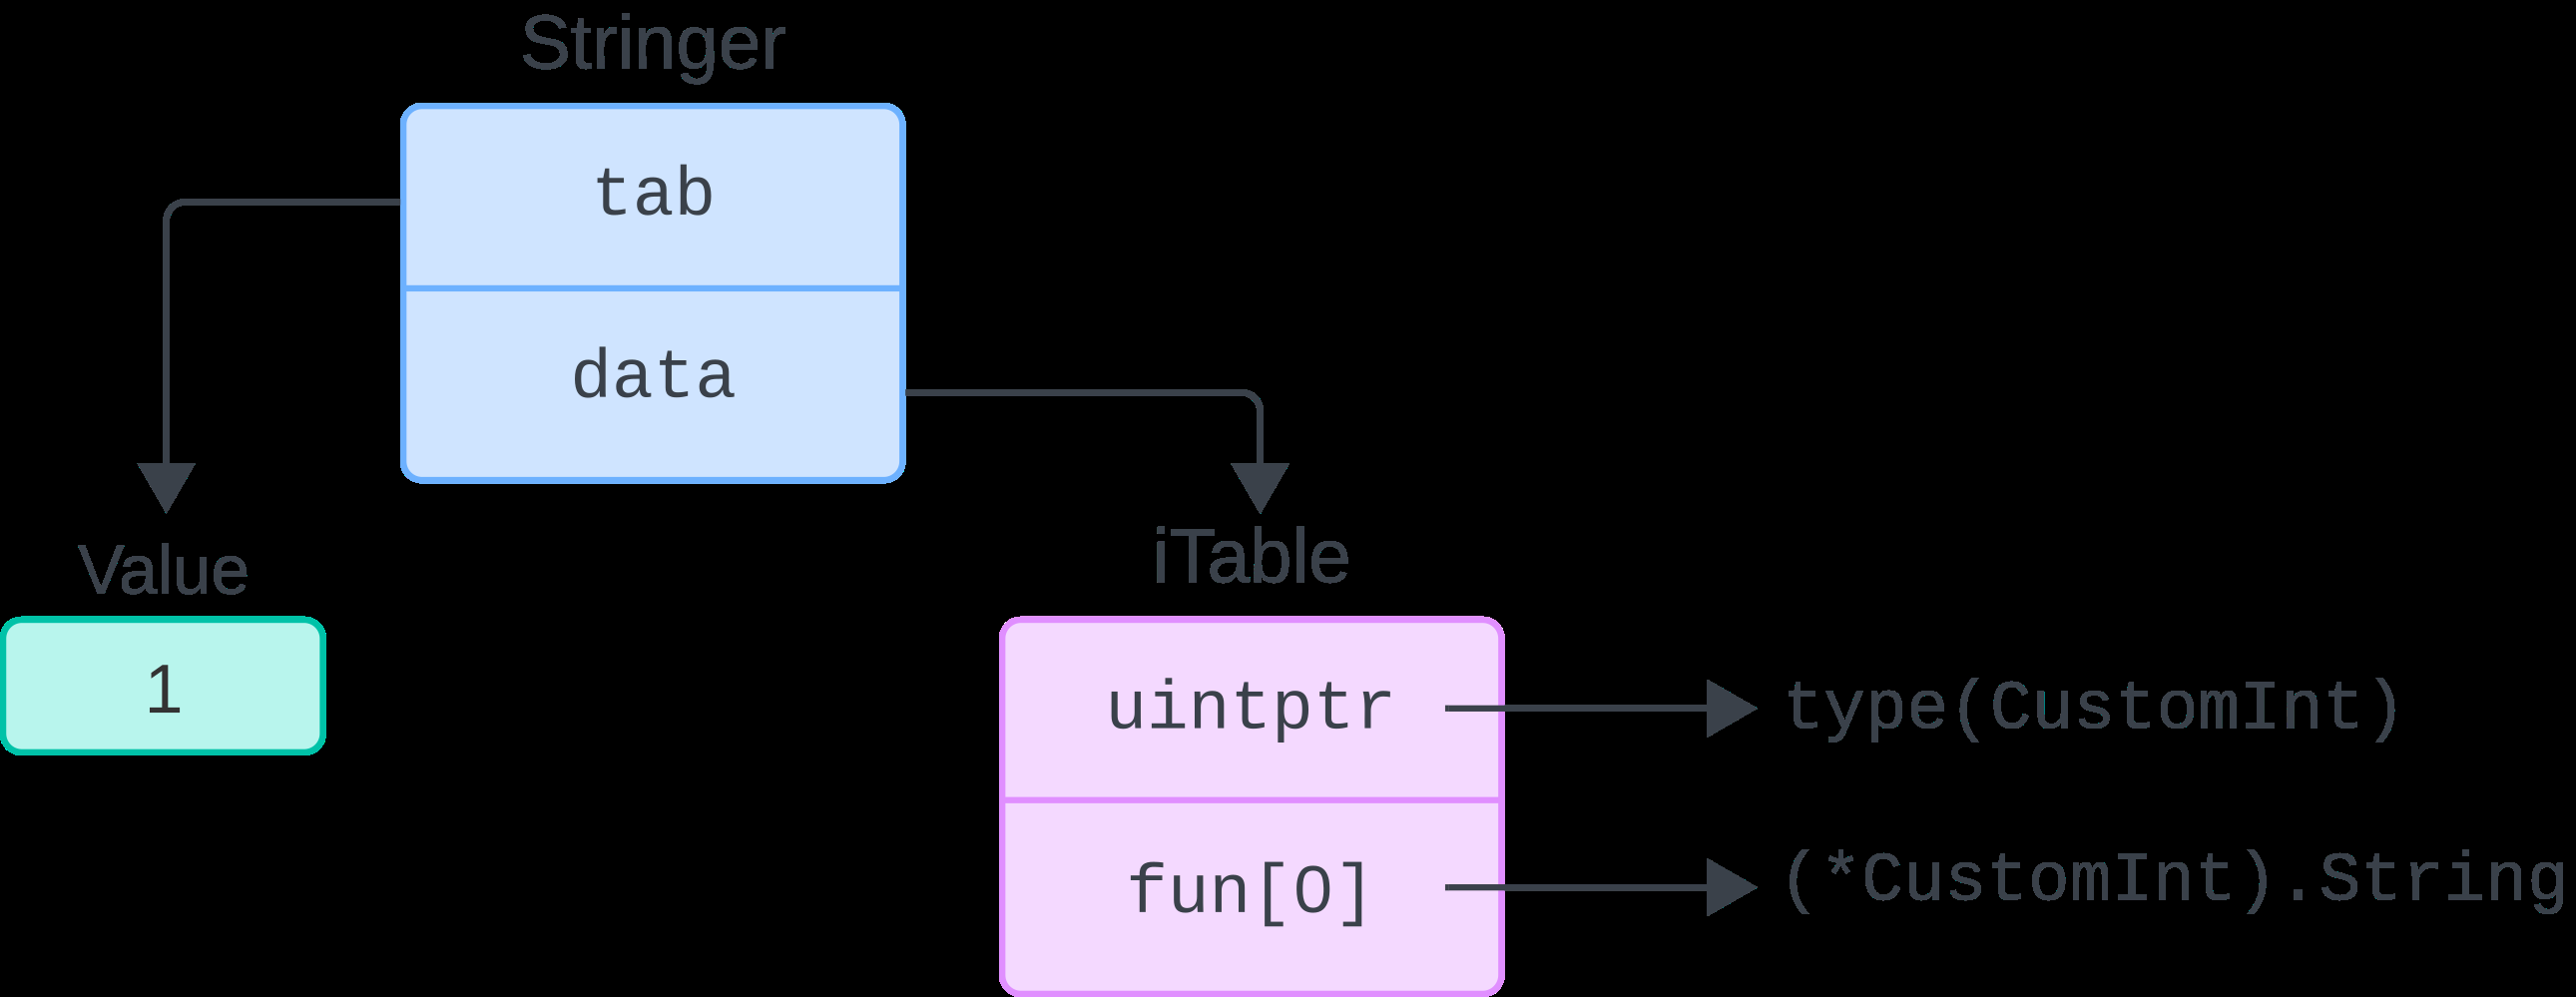 Stringer
tab
data
Value
1
iTable
uintptr
type(CustomInt)
fun[0]
(*CustomInt).String